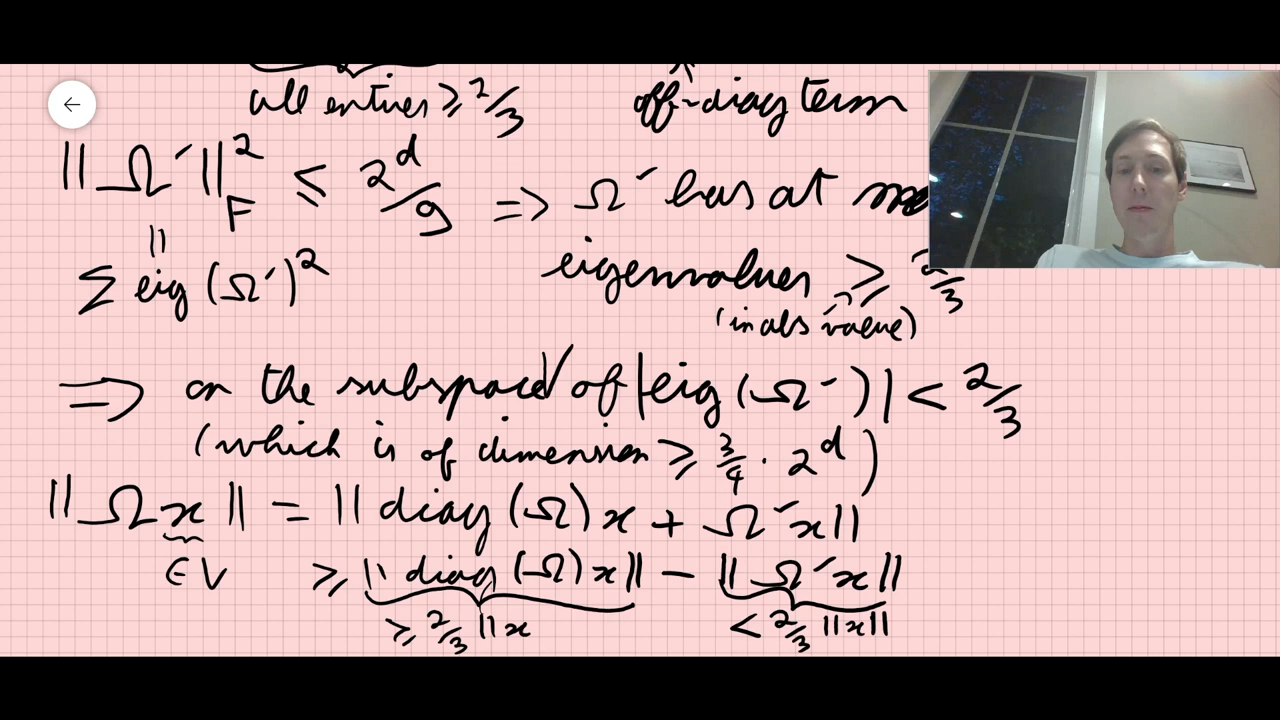 all entries ≥ 2/3 off-diag term
||Ω′||²_F ≤ 2^d/9 ⇒ Ω′ has at
||
Σ eig (Ω′)² eigenvalues ≥ 2/3
(in abs value)
⇒ on the subspace V of |eig(Ω′)| < 2/3
(which is of dimension ≥ 3/4 · 2^d)
||Ω x|| = || diag (Ω) x + Ω′x||
∈ V ≥ || diag (Ω) x|| - ||Ω′x||
≥ 2/3 ||x < 2/3 ||x||